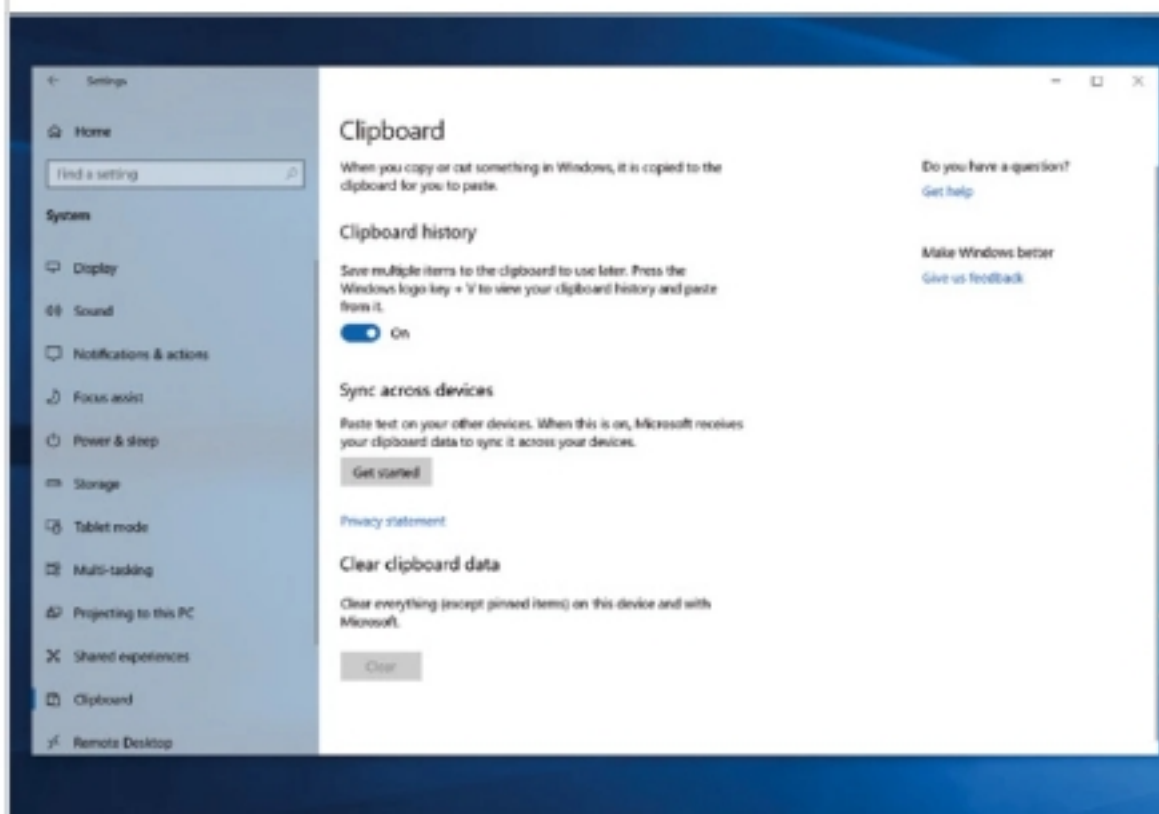 Settings
Home
Find a setting
System
Display
Sound
Notifications & actions
Focus assist
Power & sleep
Storage
Tablet mode
Multi-tasking
Projecting to this PC
Shared experiences
Clipboard
Remote Desktop
Clipboard
When you copy or cut something in Windows, it is copied to the
clipboard for you to paste.
Clipboard history
Save multiple items to the clipboard to use later. Press the
Windows logo key + V to view your clipboard history and paste
from it.
On
Sync across devices
Paste text on your other devices. When this is on, Microsoft receives
your clipboard data to sync it across your devices.
Get started
Privacy statement
Clear clipboard data
Clear everything (except pinned items) on this device and with
Microsoft.
Clear
Do you have a question?
Get help
Make Windows better
Give us feedback